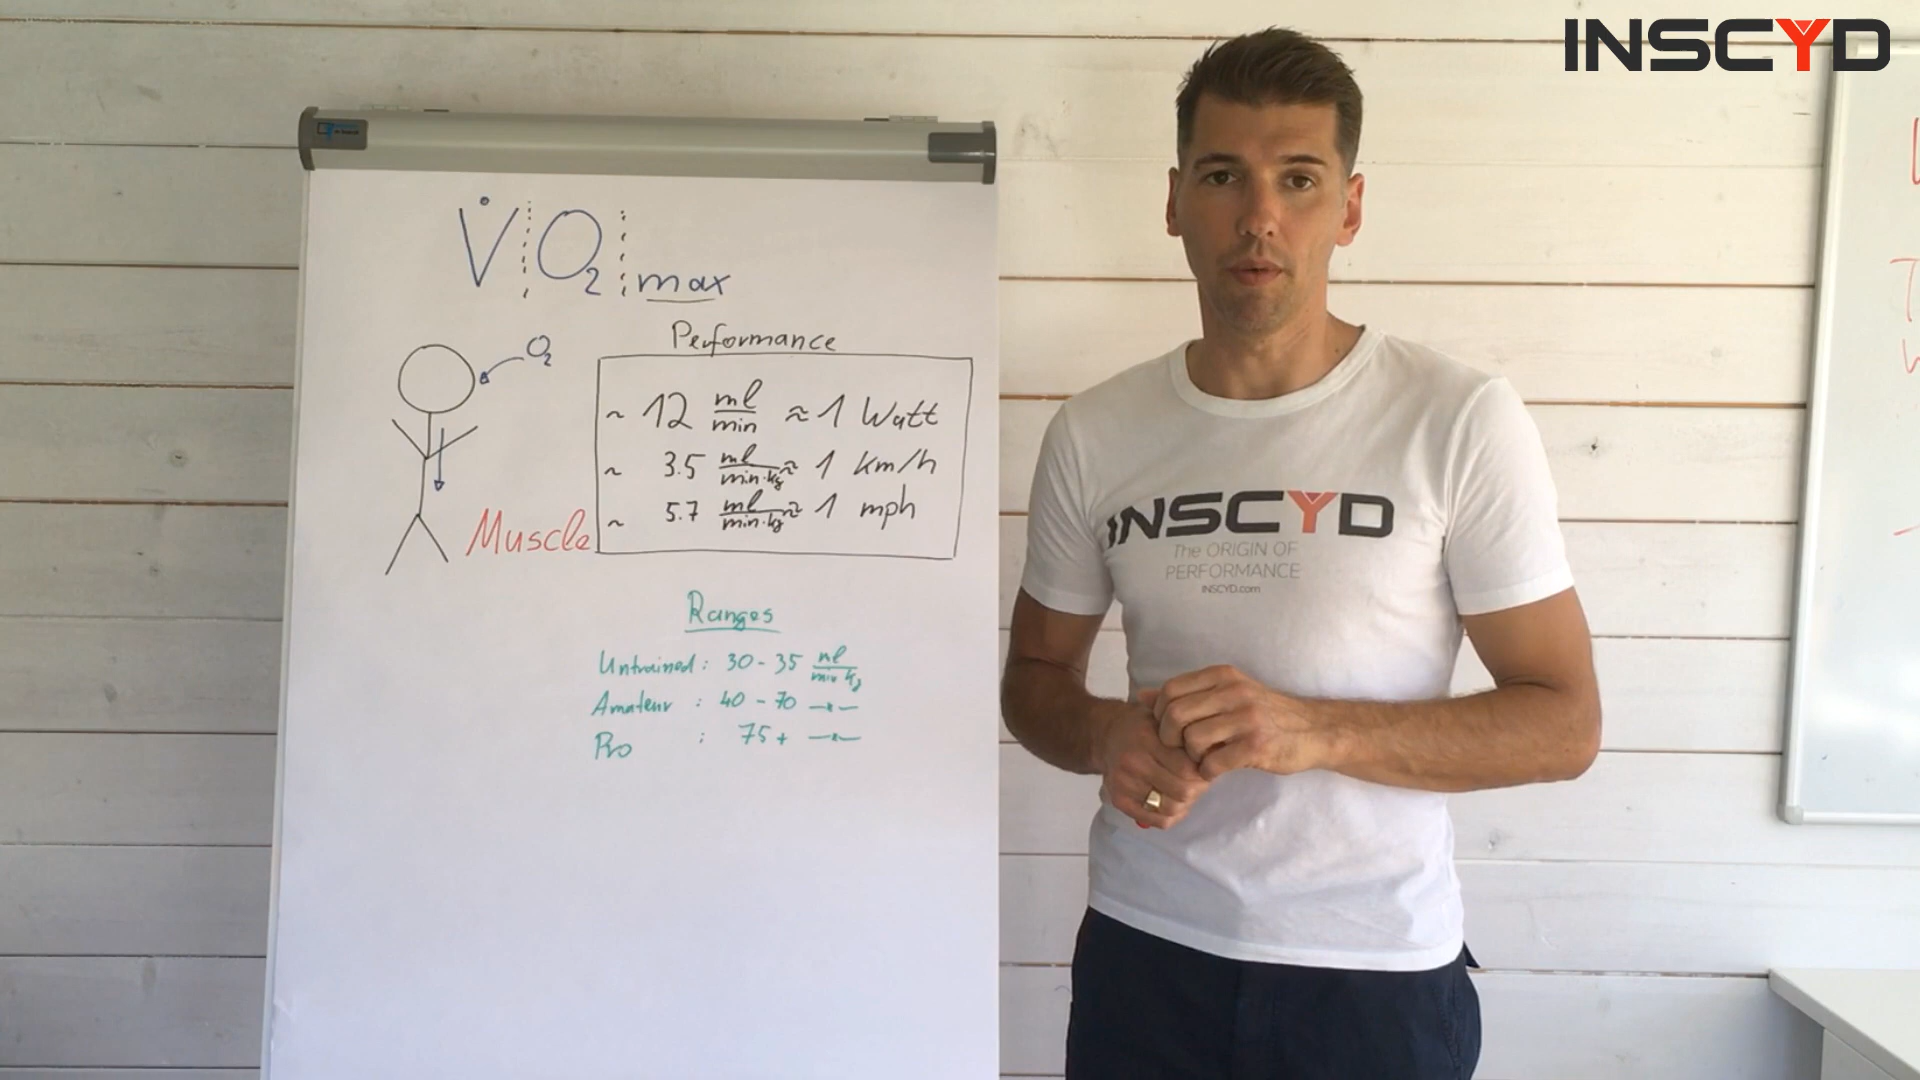 INSCYD
V̇ O₂ max
O₂
Performance
~ 12 ml/min ≈ 1 Watt
~ 3.5 ml/min·kg ≈ 1 km/h
~ 5.7 ml/min·kg ≈ 1 mph
Muscle
Ranges
Untrained: 30 - 35 ml/min kg
Amateur : 40 - 70 —"—
Pro : 75+ —"—
INSCYD
The ORIGIN OF
PERFORMANCE
INSCYD.com